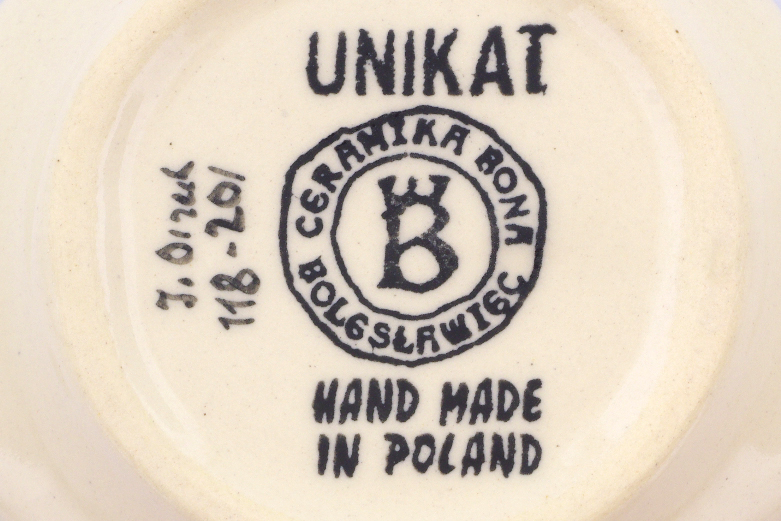 UNIKAT
CERAMIKA BONA
B
BOLESŁAWIEC
HAND MADE
IN POLAND
118-201